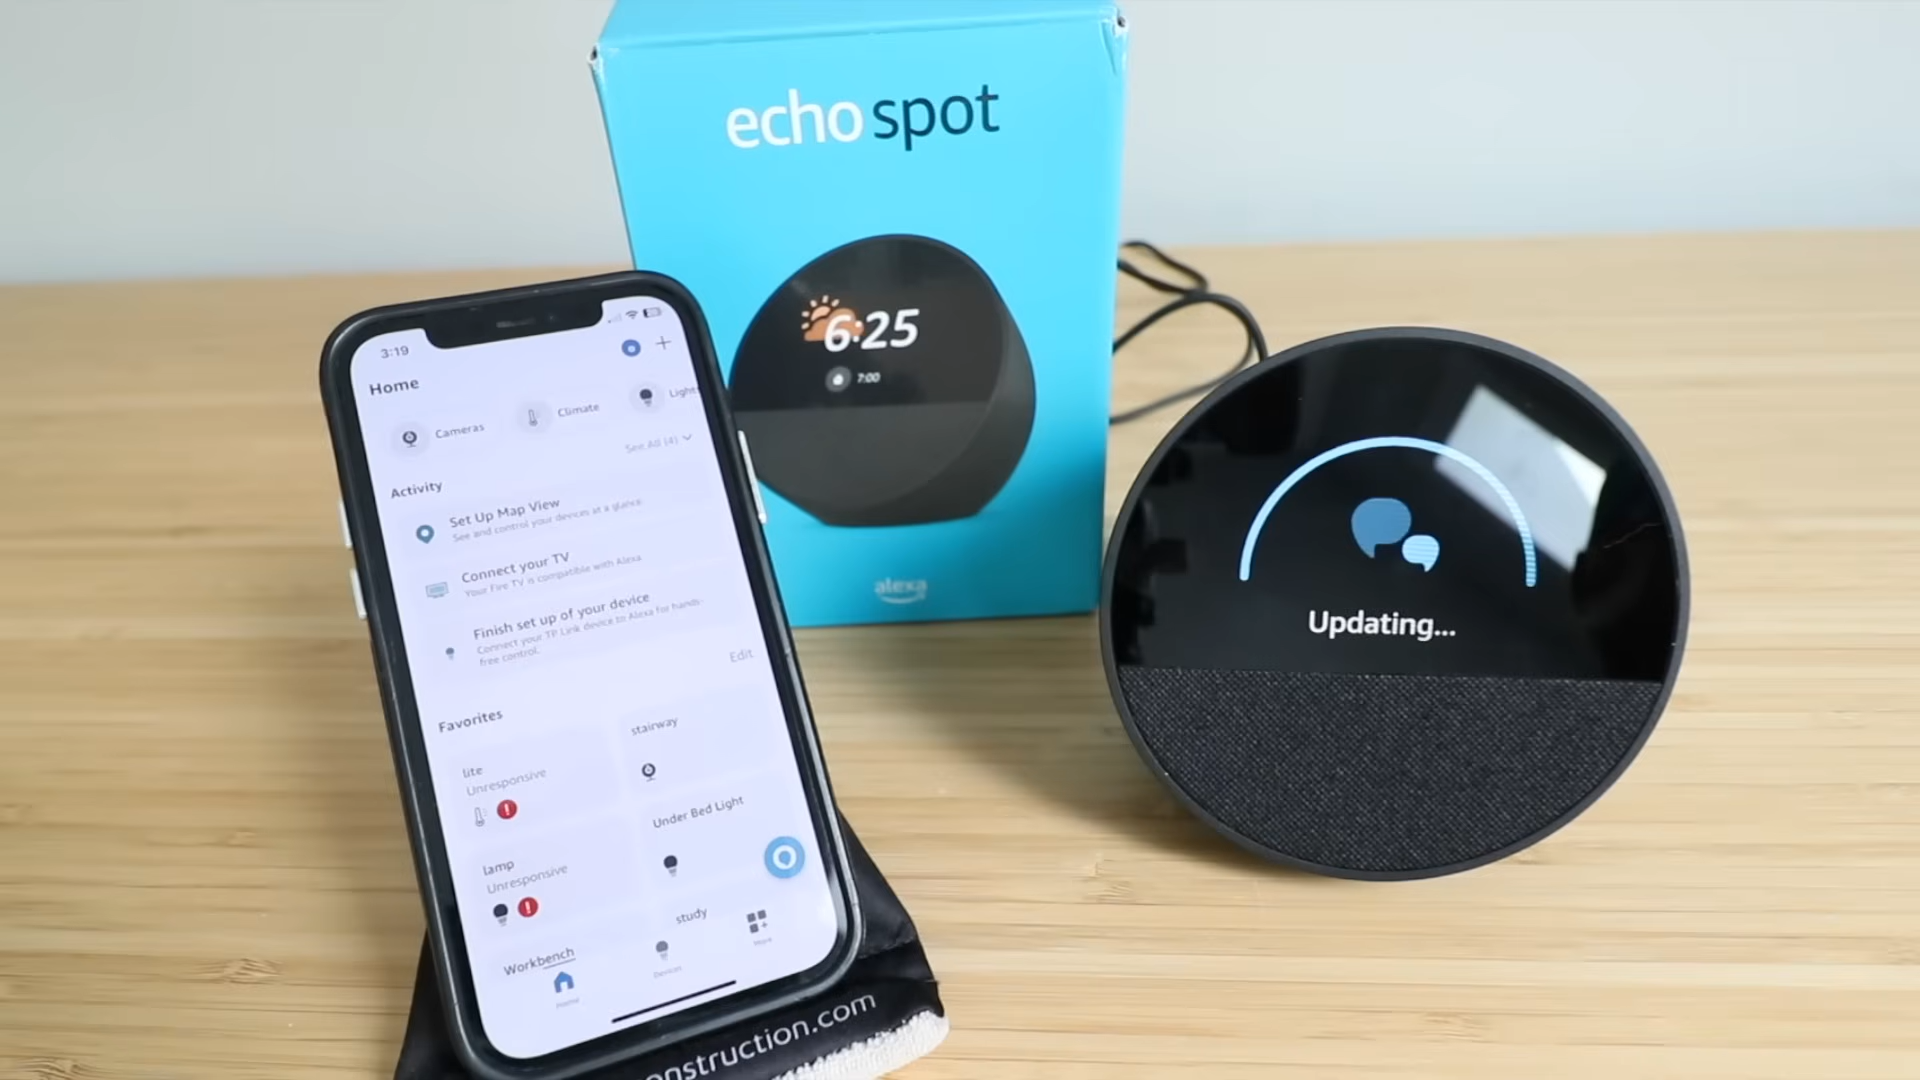 echo spot
6:25
7:00
alexa
3:19
Home
Cameras
Climate
Light
See All (4)
Activity
Set Up Map View
See and control your devices at a glance.
Connect your TV
Your Fire TV is compatible with Alexa
Finish set up of your device
Connect your TP Link device to Alexa for hands-
free control.
Edit
Favorites
lite
Unresponsive
stairway
lamp
Unresponsive
Under Bed Light
Workbench
study
Home
Devices
More
onstruction.com
Updating...